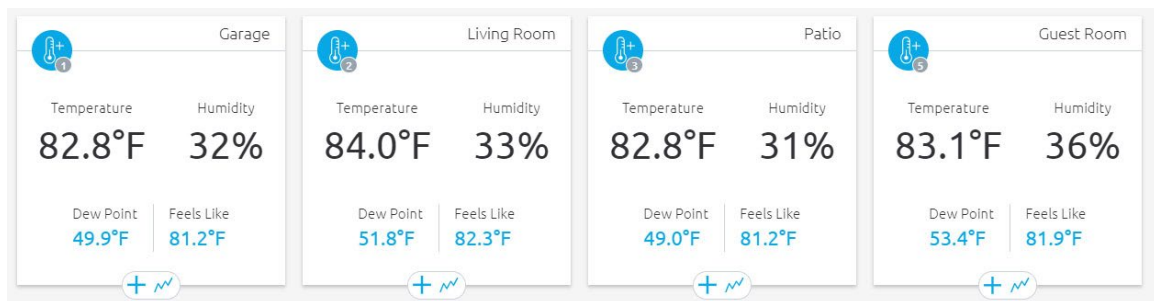 Garage
1
Temperature Humidity
82.8°F 32%
Dew Point Feels Like
49.9°F 81.2°F
Living Room
2
Temperature Humidity
84.0°F 33%
Dew Point Feels Like
51.8°F 82.3°F
Patio
3
Temperature Humidity
82.8°F 31%
Dew Point Feels Like
49.0°F 81.2°F
Guest Room
5
Temperature Humidity
83.1°F 36%
Dew Point Feels Like
53.4°F 81.9°F